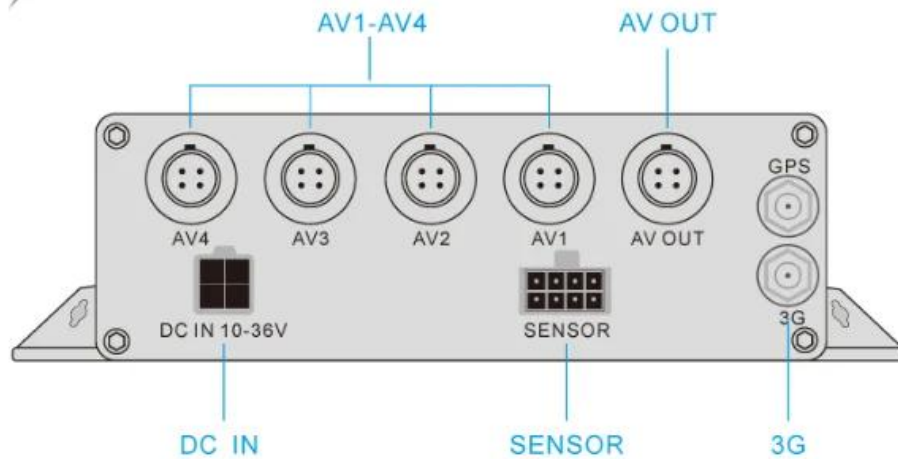 AV1-AV4 AV OUT
GPS
AV4 AV3 AV2 AV1 AV OUT
3G
DC IN 10-36V SENSOR
DC IN SENSOR 3G